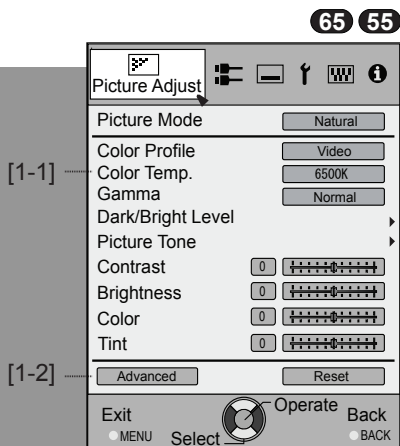 65 55
Picture Adjust
Picture Mode Natural
Color Profile Video
[1-1] Color Temp. 6500K
Gamma Normal
Dark/Bright Level
Picture Tone
Contrast 0
Brightness 0
Color 0
Tint 0
[1-2] Advanced Reset
Exit Operate Back
MENU Select BACK